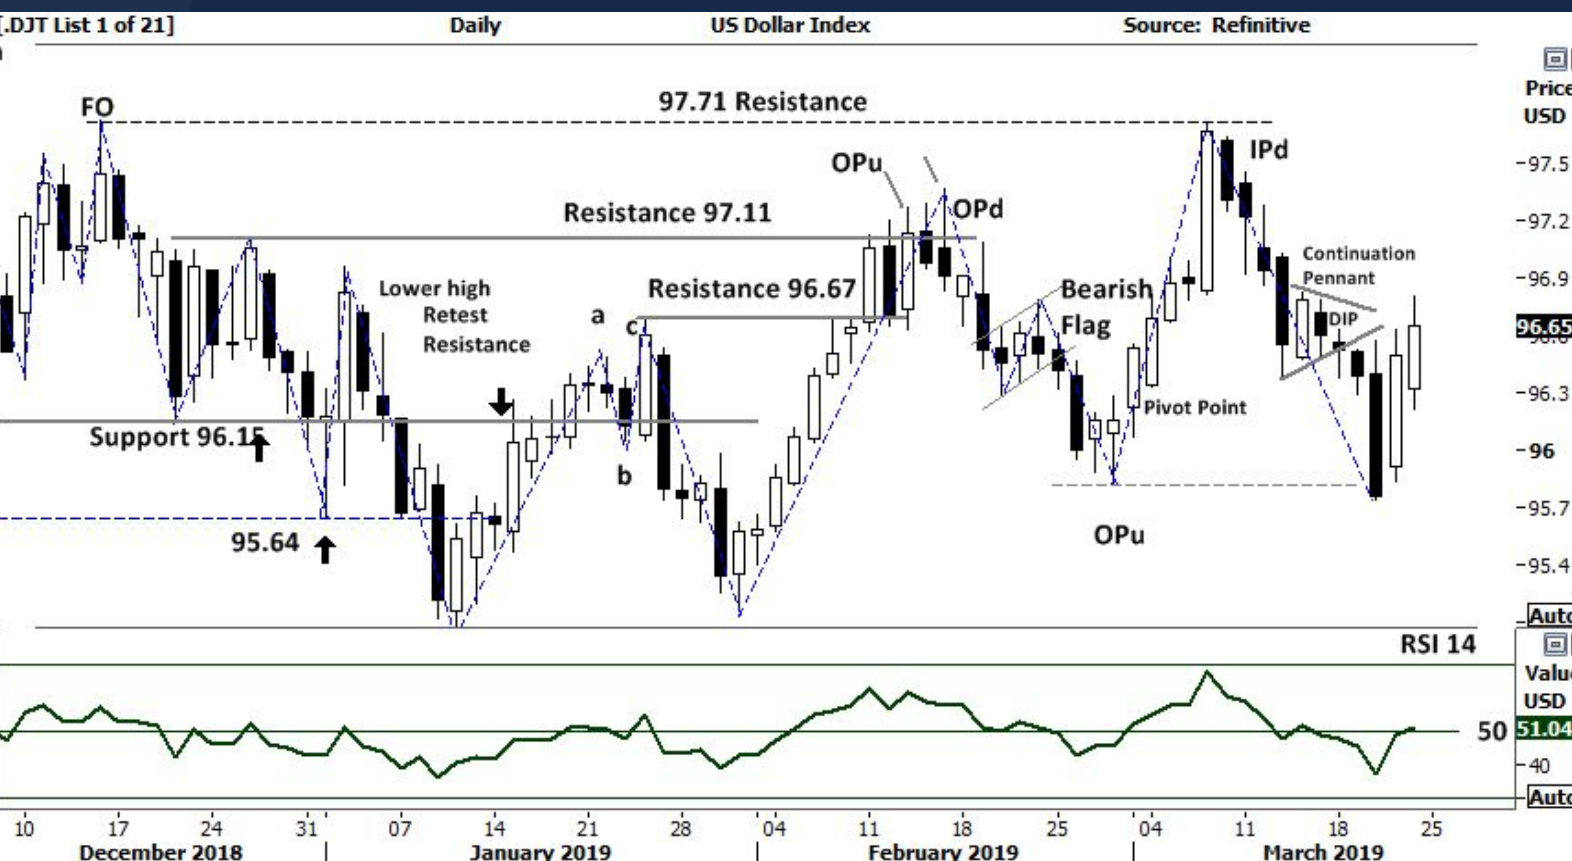 [.DJT List 1 of 21] Daily US Dollar Index Source: Refinitive
Price
USD
FO
97.71 Resistance
OPu
IPd
97.5
Resistance 97.11
OPd
97.2
Continuation
Pennant
Lower high
Retest
Resistance
Resistance 96.67
Bearish
Flag
96.9
a
c
DIP
96.65
96.3
Support 96.15
Pivot Point
96
b
95.7
95.64
OPu
95.4
Auto
RSI 14
Value
USD
50
51.04
40
Auto
10 17 24 31 07 14 21 28 04 11 18 25 04 11 18 25
December 2018 January 2019 February 2019 March 2019